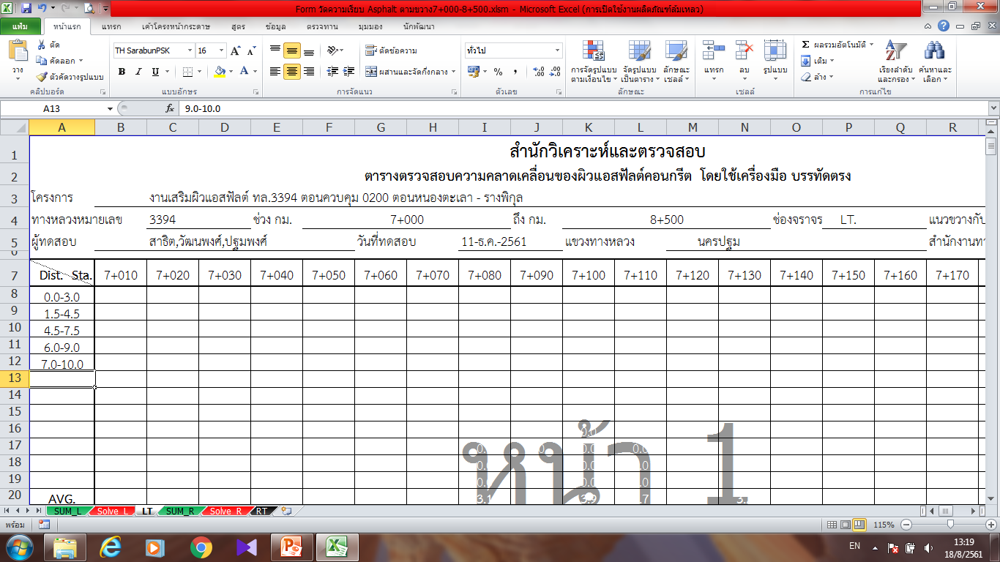 Form วัดความเรียบ Asphalt ตามขวาง7+000-8+500.xlsm - Microsoft Excel (การเปิดใช้งานผลิตภัณฑ์ล้มเหลว)
แฟ้ม หน้าแรก แทรก เค้าโครงหน้ากระดาษ สูตร ข้อมูล ตรวจทาน มุมมอง นักพัฒนา
วาง
ตัด
คัดลอก
ตัวคัดวางรูปแบบ
คลิปบอร์ด
TH SarabunPSK 16
B I U
แบบอักษร
ตัดข้อความ
ผสานและจัดกึ่งกลาง
การจัดแนว
ทั่วไป
ตัวเลข
การจัดรูปแบบ
ตามเงื่อนไข
จัดรูปแบบ
เป็นตาราง
ลักษณะ
เซลล์
ลักษณะ
แทรก ลบ รูปแบบ
เซลล์
Σ ผลรวมอัตโนมัติ
เติม
ล้าง
เรียงลำดับ
และกรอง
ค้นหาและ
เลือก
การแก้ไข
A13 fx 9.0-10.0
A B C D E F G H I J K L M N O P Q R
1 สำนักวิเคราะห์และตรวจสอบ
2 ตารางตรวจสอบความคลาดเคลื่อนของผิวแอสฟัลต์คอนกรีต โดยใช้เครื่องมือ บรรทัดตรง
3 โครงการ งานเสริมผิวแอสฟัลต์ ทล.3394 ตอนควบคุม 0200 ตอนหนองตะเลา - รางพิกุล
4 ทางหลวงหมายเลข 3394 ช่วง กม. 7+000 ถึง กม. 8+500 ช่องจราจร LT. แนวขวางกับ
5 ผู้ทดสอบ สาธิต,วัฒนพงศ์,ปฐมพงศ์ วันที่ทดสอบ 11-ธ.ค.-2561 แขวงทางหลวง นครปฐม
6
7 Dist. Sta. 7+010 7+020 7+030 7+040 7+050 7+060 7+070 7+080 7+090 7+100 7+110 7+120 7+130 7+140 7+150 7+160 7+170
8 0.0-3.0
9 1.5-4.5
10 4.5-7.5
11 6.0-9.0
12 7.0-10.0
13
14
15
16
17
18
19
20 AVG.
หน้า 1
SUM_L Solve L LT SUM_R Solve R RT
พร้อม 115%
EN 13:19
18/8/2561